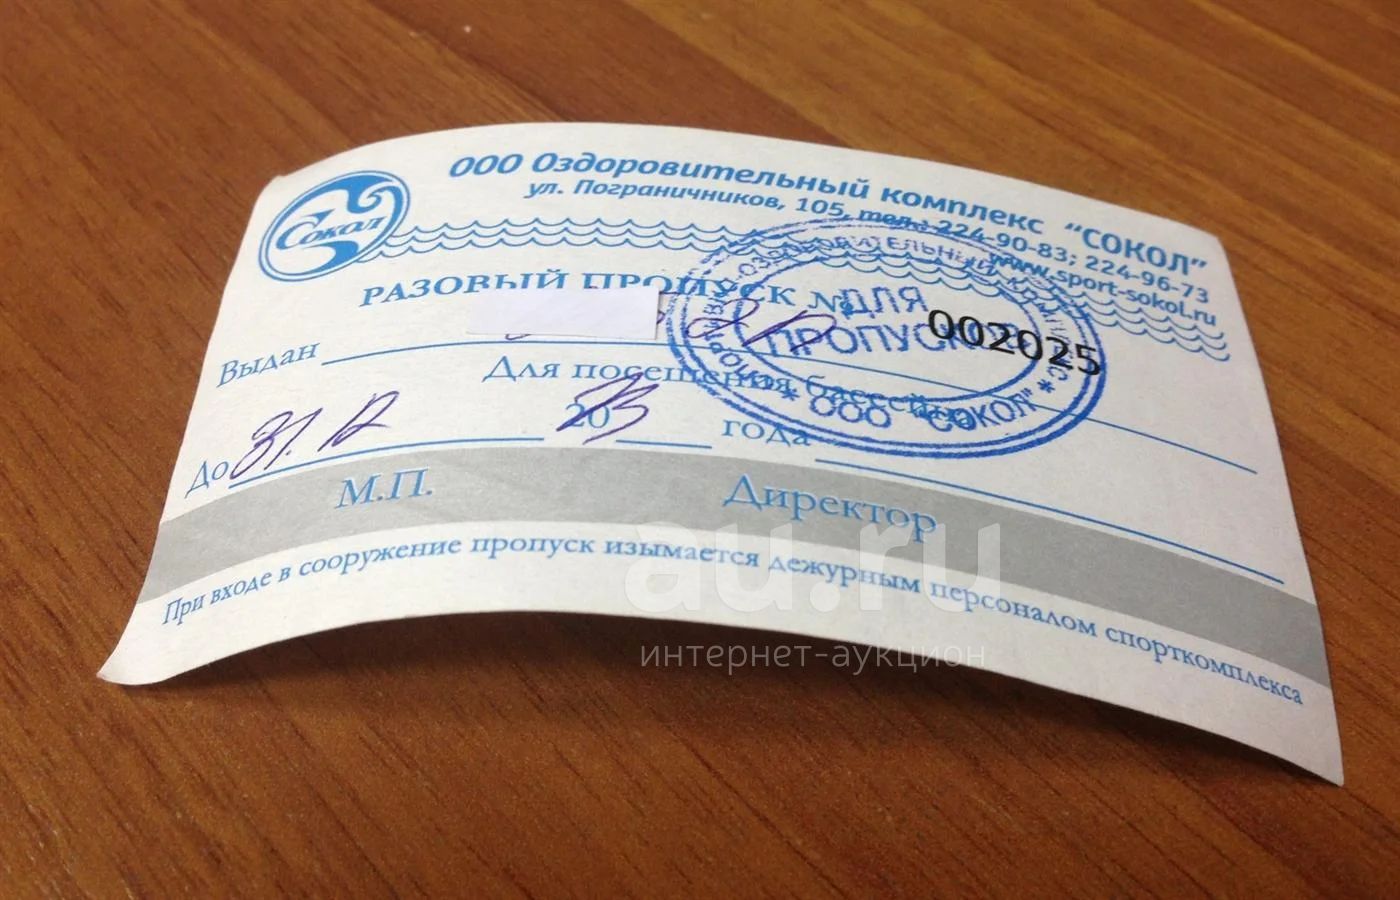 Сокол
ООО Оздоровительный комплекс "СОКОЛ"
ул. Пограничников, 105, тел.: 224-90-83; 224-96-73
www.sport-sokol.ru
РАЗОВЫЙ ПРОПУСК № 002025
ДЛЯ
ПРОПУСКОВ
ООО "СОКОЛ"
Выдан
Для посещения бассейна
До 31.12 2013 года
М.П. Директор
При входе в сооружение пропуск изымается дежурным персоналом спорткомплекса
au.ru
интернет-аукцион